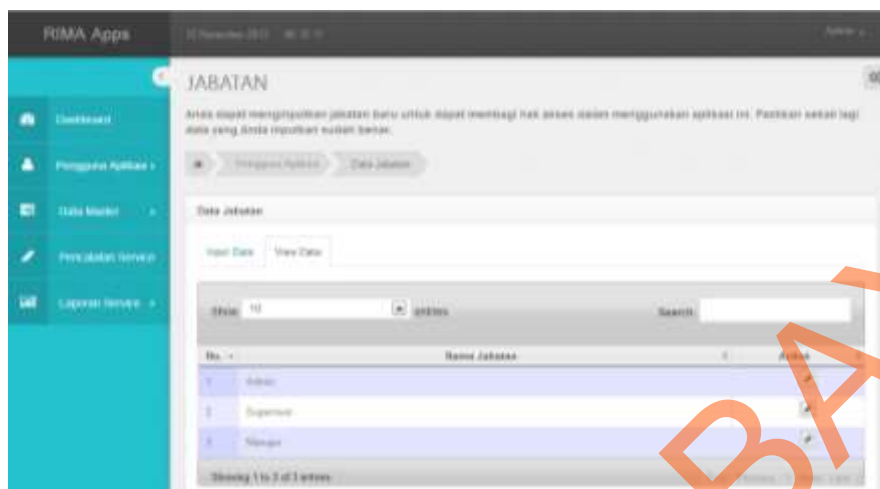 RIMA Apps
Admin
JABATAN
Anda dapat menginputkan jabatan baru untuk dapat membagi hak akses dalam menggunakan aplikasi ini. Pastikan sekali lagi
data yang Anda inputkan sudah benar.
Dashboard
Pengguna Aplikasi
Data Master
Pencatatan Service
Laporan Service
Pengguna Aplikasi
Data Jabatan
Data Jabatan
Input Data View Data
Show 10 entries Search
No. Nama Jabatan Action
1 Admin
2 Supervisor
3 Manajer
Showing 1 to 3 of 3 entries
BA